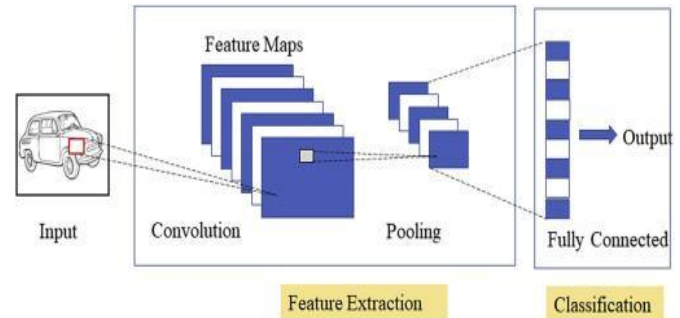 Feature Maps
Output
Input
Convolution
Pooling
Fully Connected
Feature Extraction
Classification